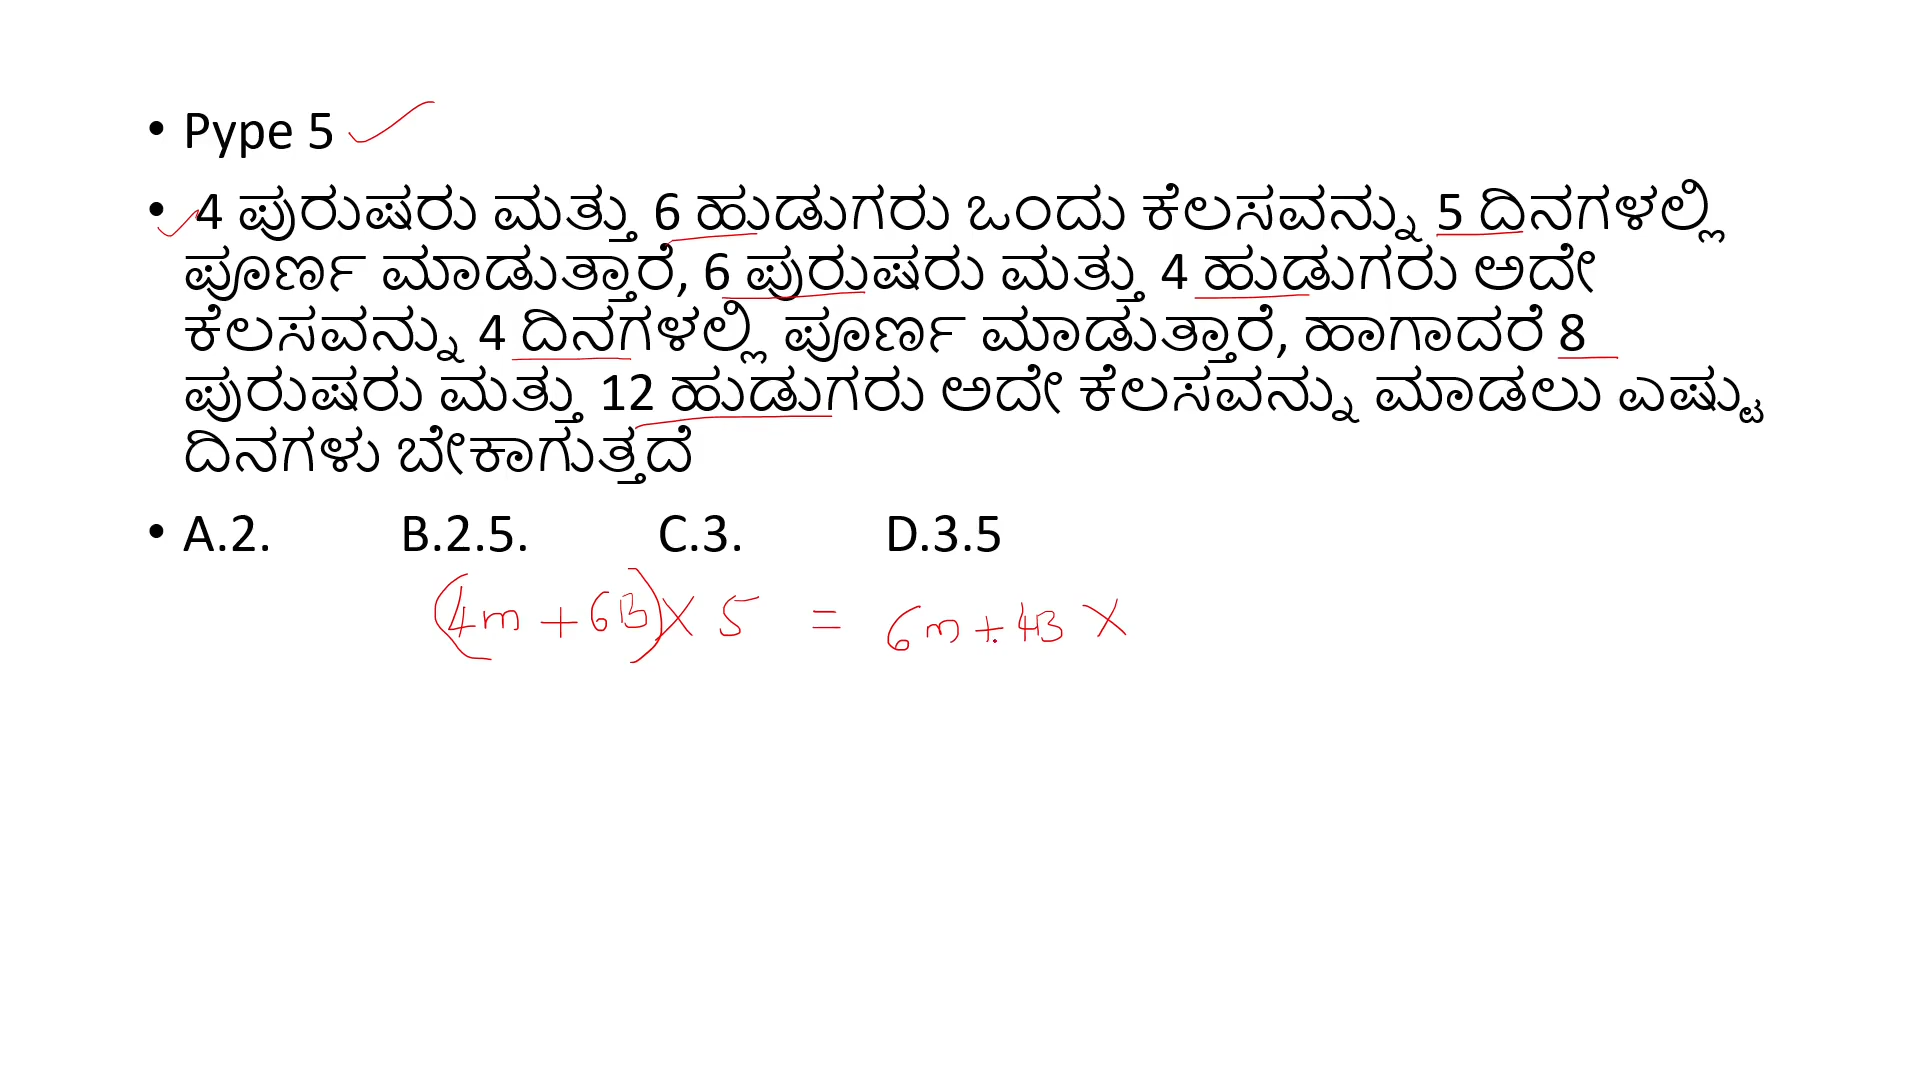 • Pype 5
• 4 ಪುರುಷರು ಮತ್ತು 6 ಹುಡುಗರು ಒಂದು ಕೆಲಸವನ್ನು 5 ದಿನಗಳಲ್ಲಿ
ಪೂರ್ಣ ಮಾಡುತ್ತಾರೆ, 6 ಪುರುಷರು ಮತ್ತು 4 ಹುಡುಗರು ಅದೇ
ಕೆಲಸವನ್ನು 4 ದಿನಗಳಲ್ಲಿ ಪೂರ್ಣ ಮಾಡುತ್ತಾರೆ, ಹಾಗಾದರೆ 8
ಪುರುಷರು ಮತ್ತು 12 ಹುಡುಗರು ಅದೇ ಕೆಲಸವನ್ನು ಮಾಡಲು ಎಷ್ಟು
ದಿನಗಳು ಬೇಕಾಗುತ್ತದೆ
• A.2. B.2.5. C.3. D.3.5
(4m + 6B) × 5 = 6m + 4B ×